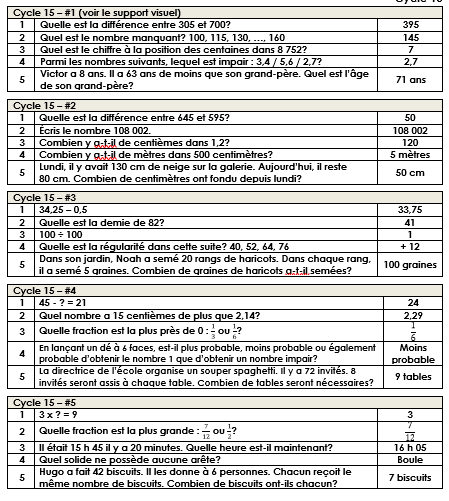 Cycle 15 – #1 (voir le support visuel)
1 Quelle est la différence entre 305 et 700? 395
2 Quel est le nombre manquant? 100, 115, 130, …, 160 145
3 Quel est le chiffre à la position des centaines dans 8 752? 7
4 Parmi les nombres suivants, lequel est impair : 3,4 / 5,6 / 2,7? 2,7
5 Victor a 8 ans. Il a 63 ans de moins que son grand-père. Quel est l'âge
de son grand-père? 71 ans
Cycle 15 – #2
1 Quelle est la différence entre 645 et 595? 50
2 Écris le nombre 108 002. 108 002
3 Combien y a-t-il de centièmes dans 1,2? 120
4 Combien y a-t-il de mètres dans 500 centimètres? 5 mètres
5 Lundi, il y avait 130 cm de neige sur la galerie. Aujourd'hui, il reste
80 cm. Combien de centimètres ont fondu depuis lundi? 50 cm
Cycle 15 – #3
1 34,25 – 0,5 33,75
2 Quelle est la demie de 82? 41
3 100 ÷ 100 1
4 Quelle est la régularité dans cette suite? 40, 52, 64, 76 + 12
5 Dans son jardin, Noah a semé 20 rangs de haricots. Dans chaque rang,
il a semé 5 graines. Combien de graines de haricots a-t-il semées? 100 graines
Cycle 15 – #4
1 45 - ? = 21 24
2 Quel nombre a 15 centièmes de plus que 2,14? 2,29
3 Quelle fraction est la plus près de 0 : 1/3 ou 1/6? 1/6
4 En lançant un dé à 6 faces, est-il plus probable, moins probable ou également
probable d'obtenir le nombre 1 que d'obtenir un nombre impair? Moins probable
5 La directrice de l'école organise un souper spaghetti. Il y a 72 invités. 8
invités seront assis à chaque table. Combien de tables seront nécessaires? 9 tables
Cycle 15 – #5
1 3 x ? = 9 3
2 Quelle fraction est la plus grande : 7/12 ou 1/2? 7/12
3 Il était 15 h 45 il y a 20 minutes. Quelle heure est-il maintenant? 16 h 05
4 Quel solide ne possède aucune arête? Boule
5 Hugo a fait 42 biscuits. Il les donne à 6 personnes. Chacun reçoit le
même nombre de biscuits. Combien de biscuits ont-ils chacun? 7 biscuits